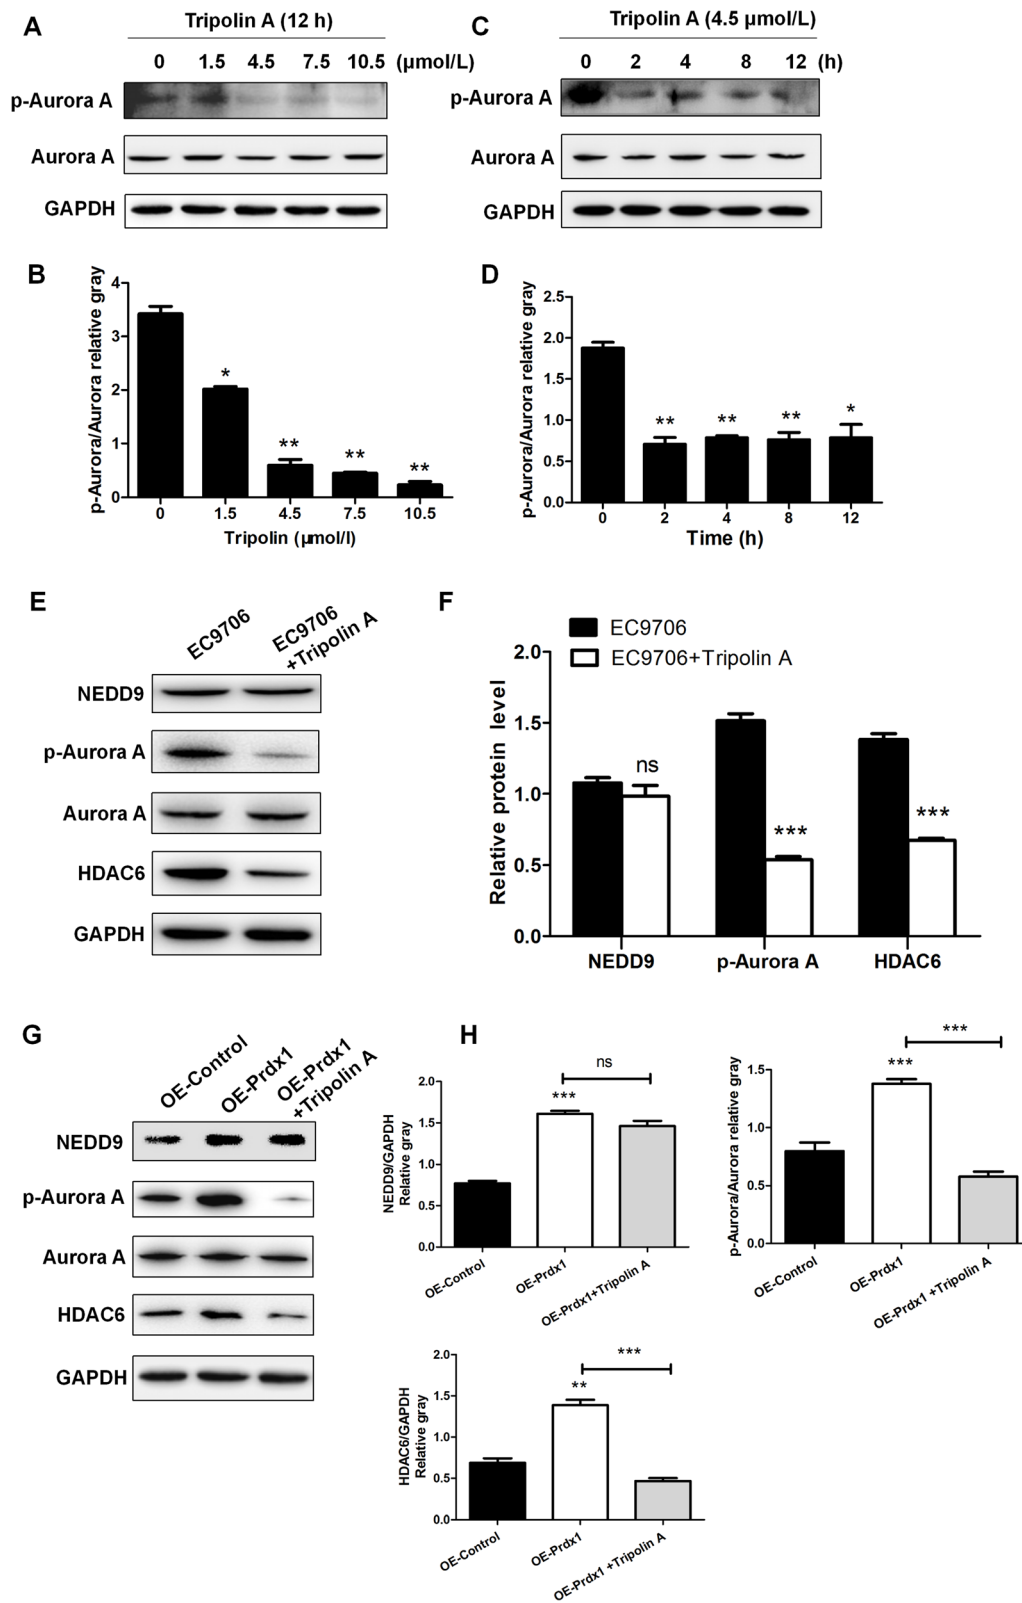 A
Tripolin A (12 h)
0 1.5 4.5 7.5 10.5 (μmol/L)
p-Aurora A
Aurora A
GAPDH
C
Tripolin A (4.5 μmol/L)
0 2 4 8 12 (h)
p-Aurora A
Aurora A
GAPDH
B
p-Aurora/Aurora relative gray
4
3
2
1
0
*
**
**
**
0 1.5 4.5 7.5 10.5
Tripolin (μmol/l)
D
p-Aurora/Aurora relative gray
2.5
2.0
1.5
1.0
0.5
0.0
**
**
**
*
0 2 4 8 12
Time (h)
E
EC9706
EC9706
+Tripolin A
NEDD9
p-Aurora A
Aurora A
HDAC6
GAPDH
F
EC9706
EC9706+Tripolin A
Relative protein level
2.0
1.5
1.0
0.5
0.0
ns
***
***
NEDD9 p-Aurora A HDAC6
G
OE-Control
OE-Prdx1
OE-Prdx1
+Tripolin A
NEDD9
p-Aurora A
Aurora A
HDAC6
GAPDH
H
NEDD9/GAPDH
Relative gray
2.0
1.5
1.0
0.5
0.0
***
ns
OE-Control
OE-Prdx1
OE-Prdx1+Tripolin A
p-Aurora/Aurora relative gray
1.5
1.0
0.5
0.0
***
***
OE-Control
OE-Prdx1
OE-Prdx1 +Tripolin A
HDAC6/GAPDH
Relative gray
2.0
1.5
1.0
0.5
0.0
**
***
OE-Control
OE-Prdx1
OE-Prdx1 +Tripolin A